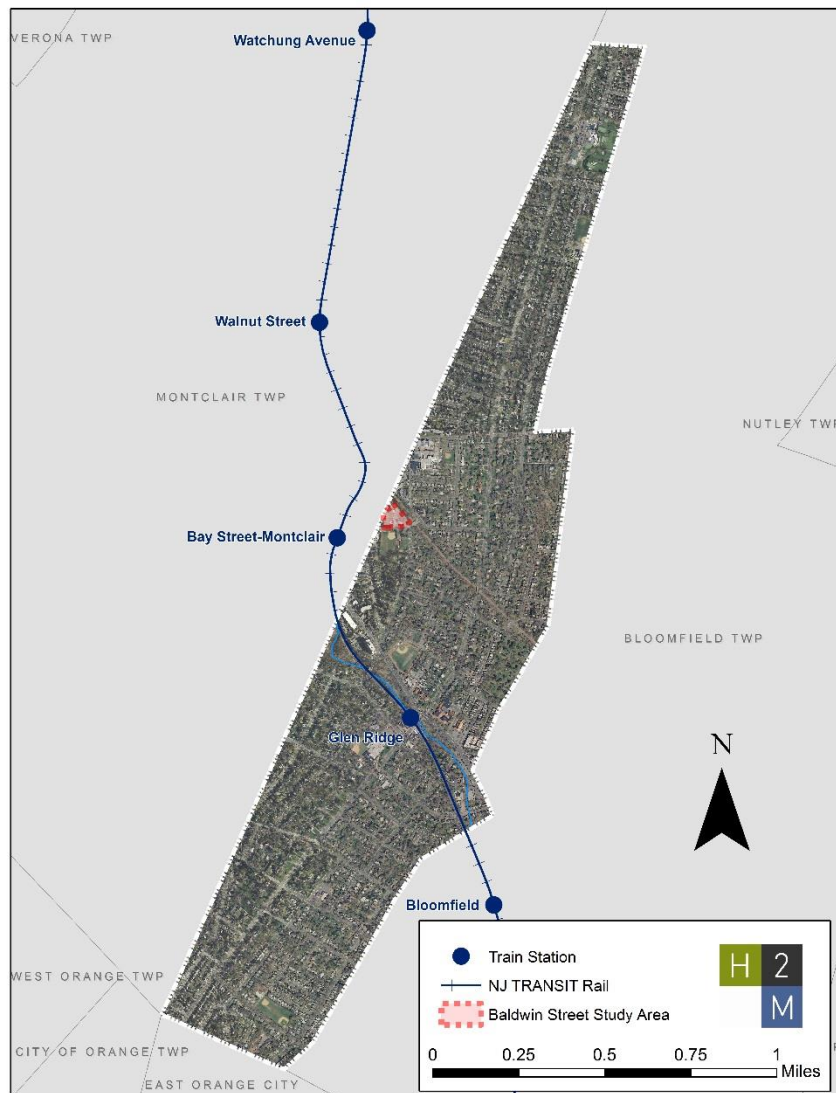 VERONA TWP
Watchung Avenue
Walnut Street
MONTCLAIR TWP
NUTLEY TWP
Bay Street-Montclair
BLOOMFIELD TWP
Glen Ridge
N
Bloomfield
WEST ORANGE TWP
CITY OF ORANGE TWP
EAST ORANGE CITY
Train Station
NJ TRANSIT Rail
Baldwin Street Study Area
H 2
M
0 0.25 0.5 0.75 1
Miles